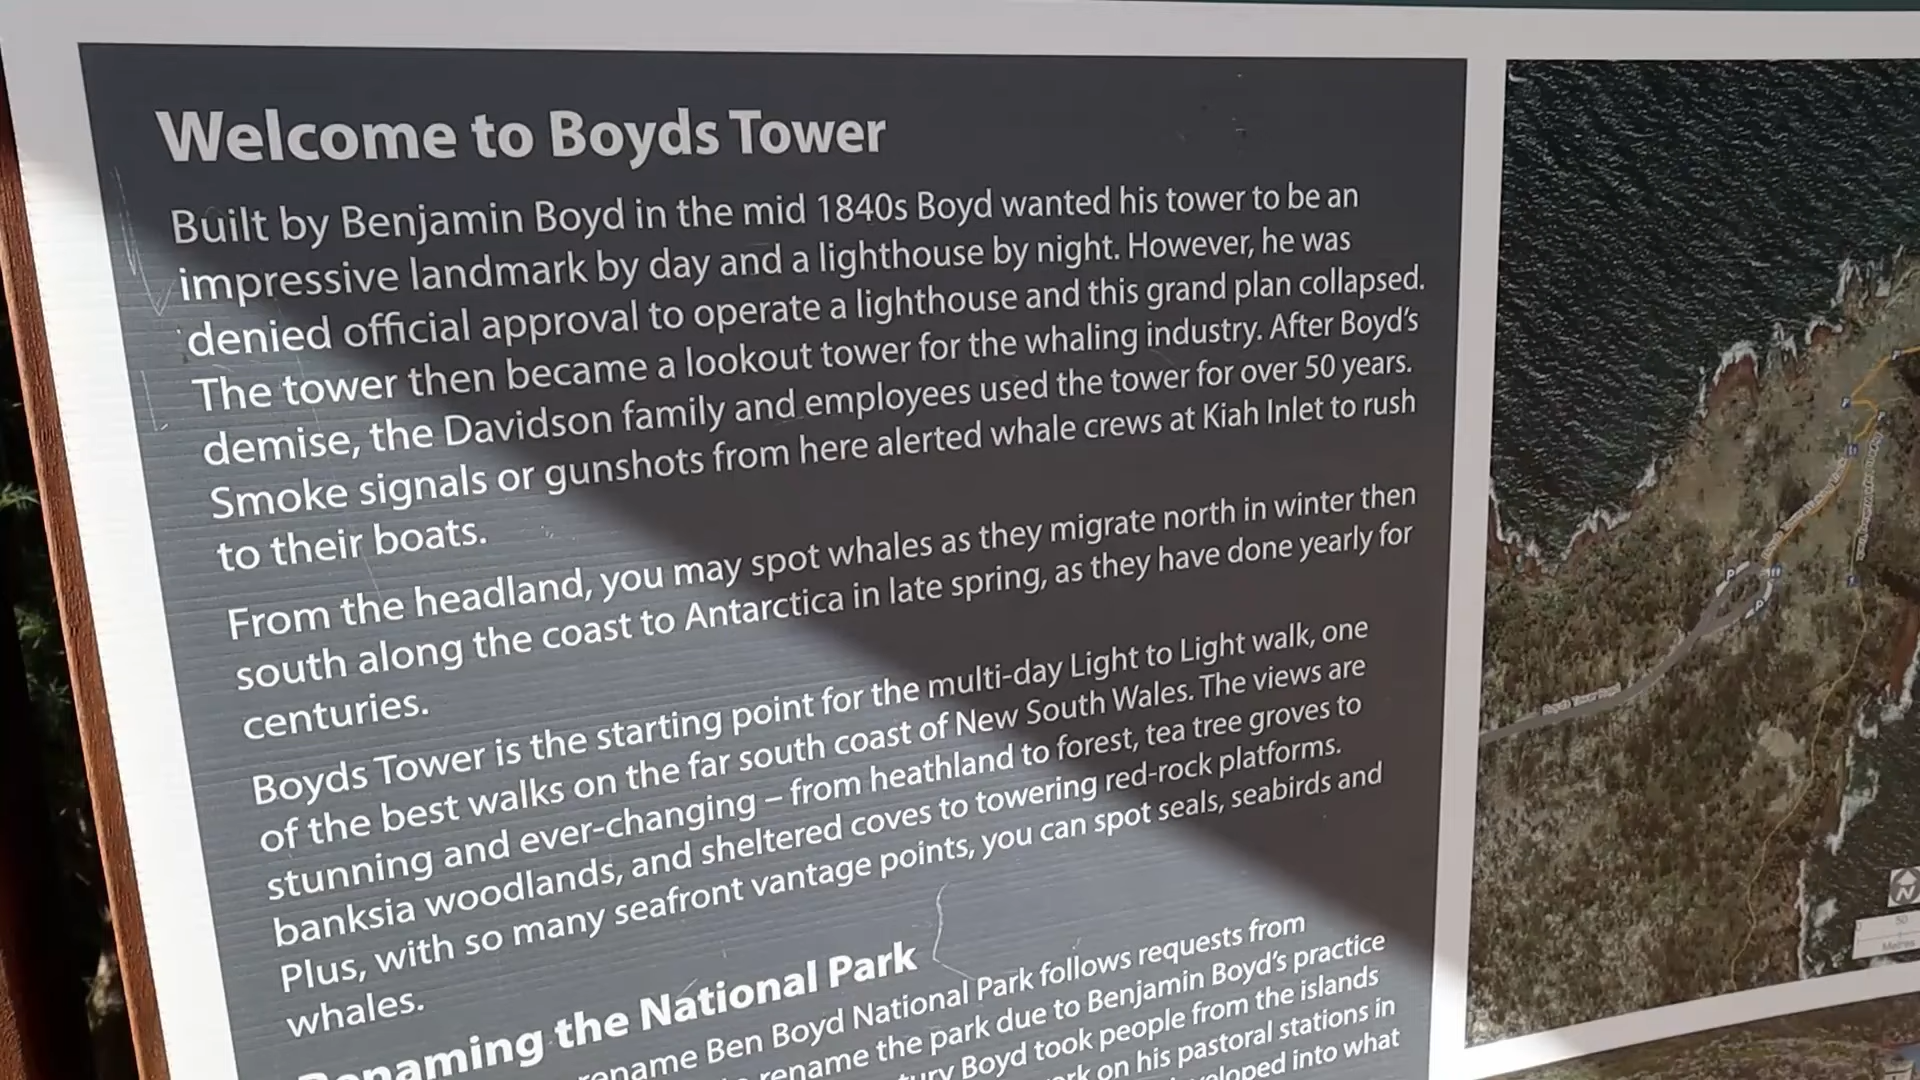 Welcome to Boyds Tower
Built by Benjamin Boyd in the mid 1840s Boyd wanted his tower to be an
impressive landmark by day and a lighthouse by night. However, he was
denied official approval to operate a lighthouse and this grand plan collapsed.
The tower then became a lookout tower for the whaling industry. After Boyd's
demise, the Davidson family and employees used the tower for over 50 years.
Smoke signals or gunshots from here alerted whale crews at Kiah Inlet to rush
to their boats.
From the headland, you may spot whales as they migrate north in winter then
south along the coast to Antarctica in late spring, as they have done yearly for
centuries.
Boyds Tower is the starting point for the multi-day Light to Light walk, one
of the best walks on the far south coast of New South Wales. The views are
stunning and ever-changing – from heathland to forest, tea tree groves to
banksia woodlands, and sheltered coves to towering red-rock platforms.
Plus, with so many seafront vantage points, you can spot seals, seabirds and
whales.
Renaming the National Park
rename Ben Boyd National Park follows requests from
rename the park due to Benjamin Boyd's practice
Boyd took people from the islands
on his pastoral stations in
into what
Boyds Tower Road
P
P
N
50
Metres